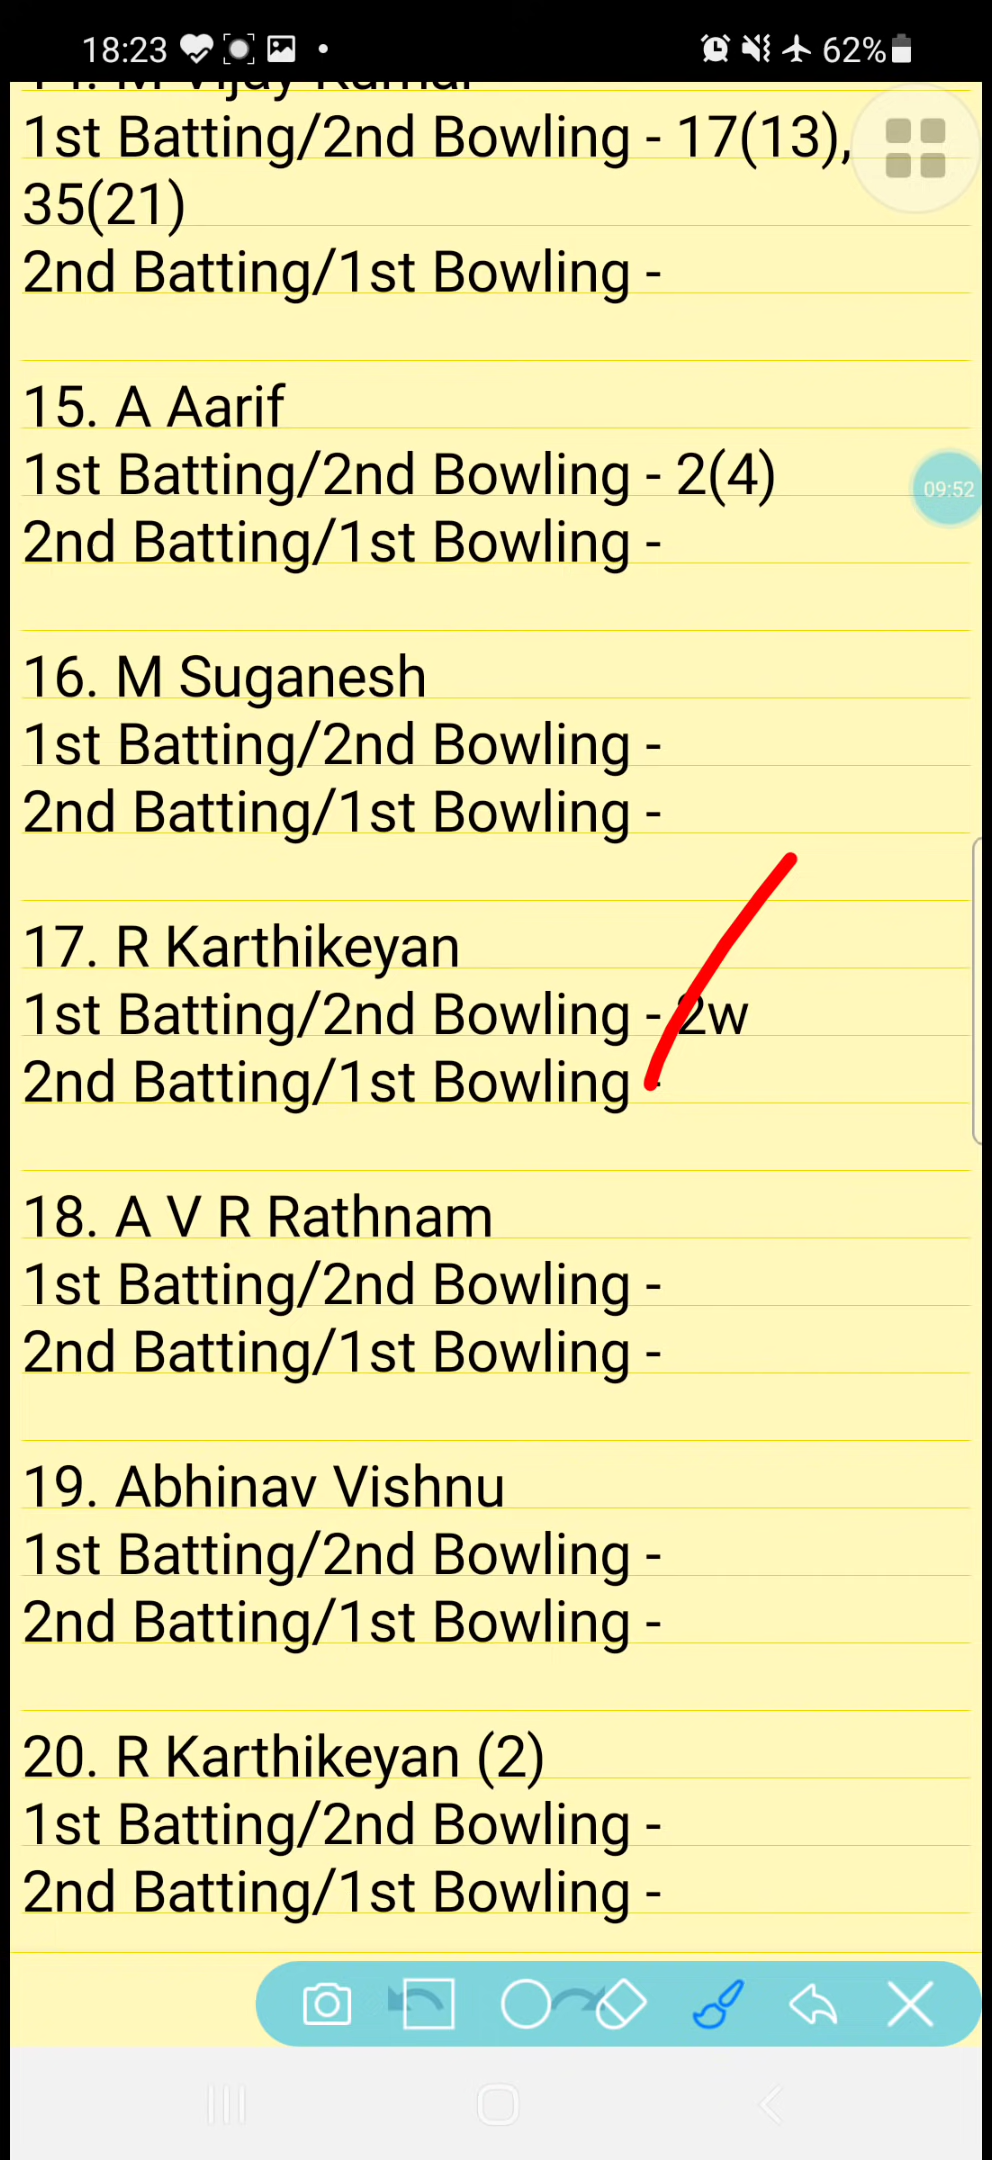 18:23 62%
14. M Vijay Kumar
1st Batting/2nd Bowling - 17(13),
35(21)
2nd Batting/1st Bowling -
15. A Aarif
1st Batting/2nd Bowling - 2(4)
09:52
2nd Batting/1st Bowling -
16. M Suganesh
1st Batting/2nd Bowling -
2nd Batting/1st Bowling -
17. R Karthikeyan
1st Batting/2nd Bowling - 2w
2nd Batting/1st Bowling -
18. A V R Rathnam
1st Batting/2nd Bowling -
2nd Batting/1st Bowling -
19. Abhinav Vishnu
1st Batting/2nd Bowling -
2nd Batting/1st Bowling -
20. R Karthikeyan (2)
1st Batting/2nd Bowling -
2nd Batting/1st Bowling -